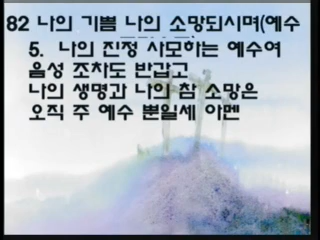 82 나의 기쁨 나의 소망되시며(예수
5. 나의 진정 사모하는 예수여
음성 조차도 반갑고
나의 생명과 나의 참 소망은
오직 주 예수 뿐일세 아멘